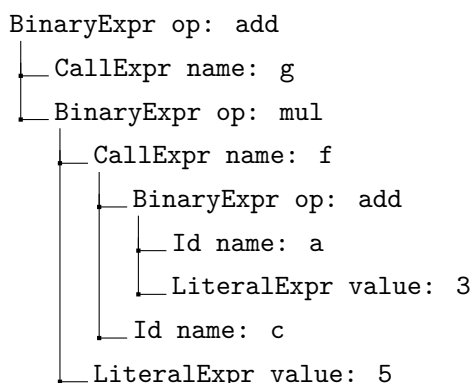 BinaryExpr op: add
CallExpr name: g
BinaryExpr op: mul
CallExpr name: f
BinaryExpr op: add
Id name: a
LiteralExpr value: 3
Id name: c
LiteralExpr value: 5